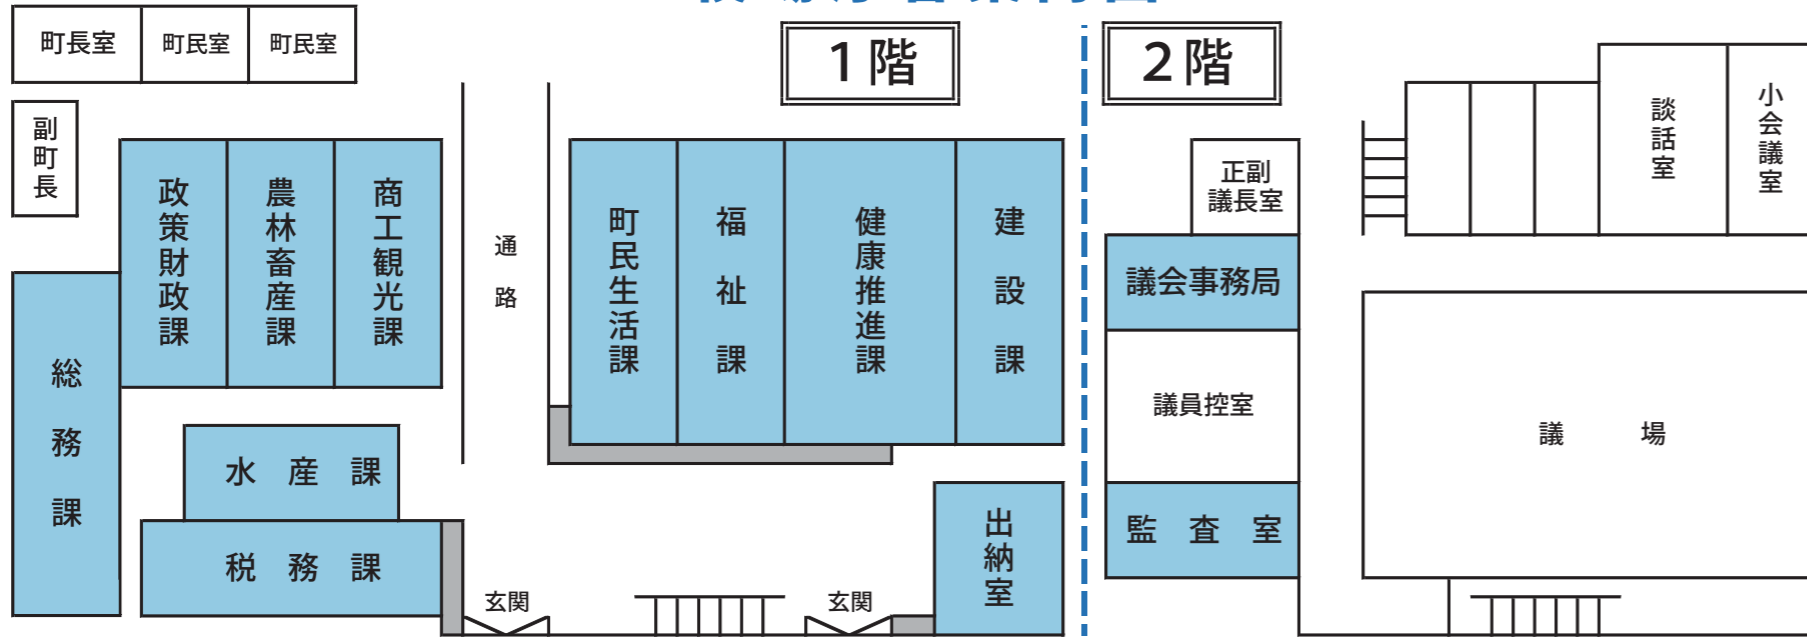 1階
町長室
町民室
町民室
副町長
政策財政課
農林畜産課
商工観光課
総務課
水産課
税務課
通路
町民生活課
福祉課
健康推進課
建設課
出納室
玄関
玄関
2階
正副
議長室
議会事務局
議員控室
監査室
談話室
小会議室
議場